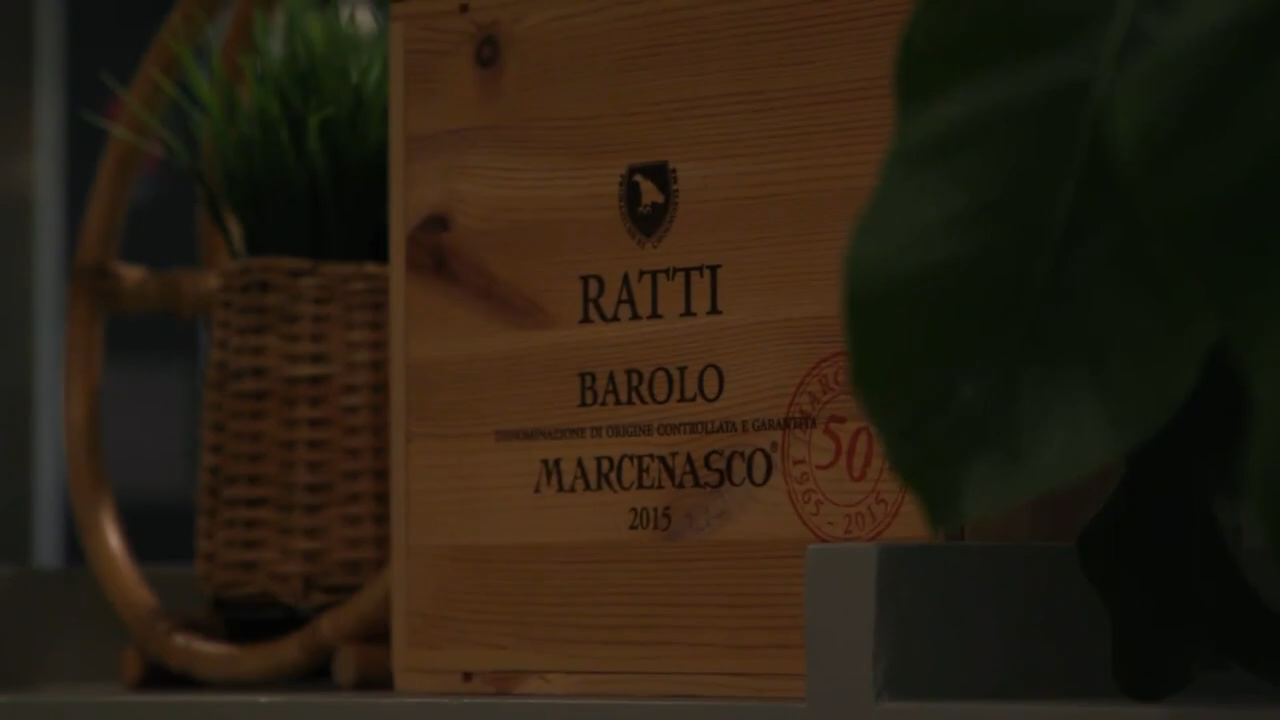 RATTI
BAROLO
DENOMINAZIONE DI ORIGINE CONTROLLATA E GARANTITA
MARCENASCO®
2015
50
1965 - 2015